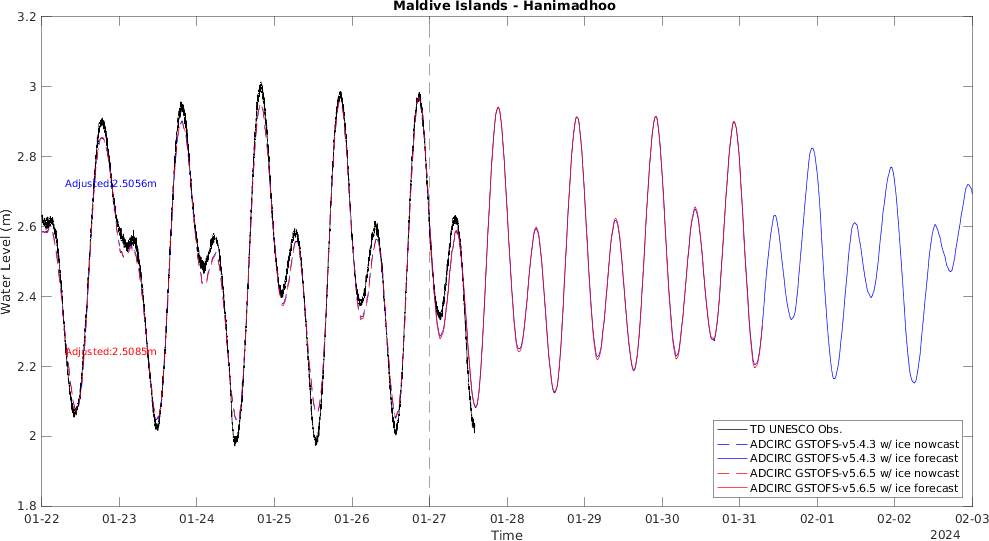 Maldive Islands - Hanimadhoo
Water Level (m)
3.2
3
2.8
2.6
2.4
2.2
2
1.8
Adjusted:2.5056m
Adjusted:2.5085m
TD UNESCO Obs.
ADCIRC GSTOFS-v5.4.3 w/ ice nowcast
ADCIRC GSTOFS-v5.4.3 w/ ice forecast
ADCIRC GSTOFS-v5.6.5 w/ ice nowcast
ADCIRC GSTOFS-v5.6.5 w/ ice forecast
01-22 01-23 01-24 01-25 01-26 01-27 01-28 01-29 01-30 01-31 02-01 02-02 02-03
Time
2024